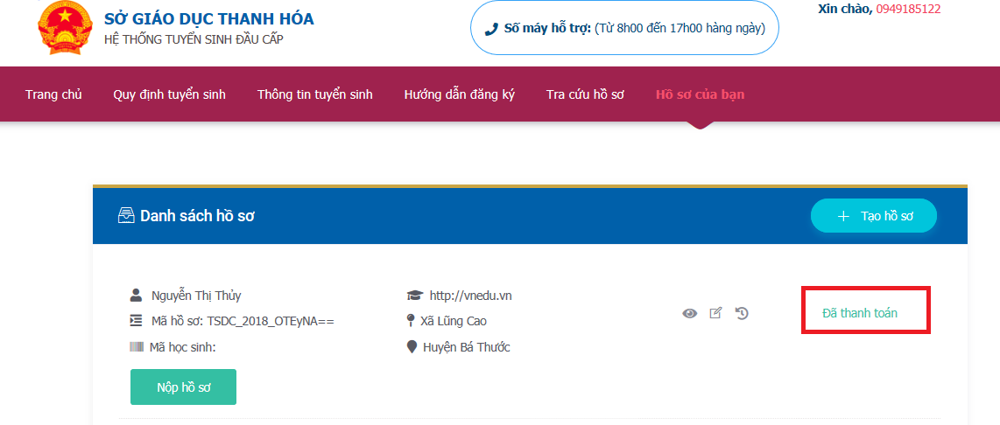 SỞ GIÁO DỤC THANH HÓA
HỆ THỐNG TUYỂN SINH ĐẦU CẤP
Số máy hỗ trợ: (Từ 8h00 đến 17h00 hàng ngày)
Xin chào, 0949185122
Trang chủ Quy định tuyển sinh Thông tin tuyển sinh Hướng dẫn đăng ký Tra cứu hồ sơ Hồ sơ của bạn
Danh sách hồ sơ
Tạo hồ sơ
Nguyễn Thị Thủy
Mã hồ sơ: TSDC_2018_OTEyNA==
Mã học sinh:
http://vnedu.vn
Xã Lũng Cao
Huyện Bá Thước
Đã thanh toán
Nộp hồ sơ